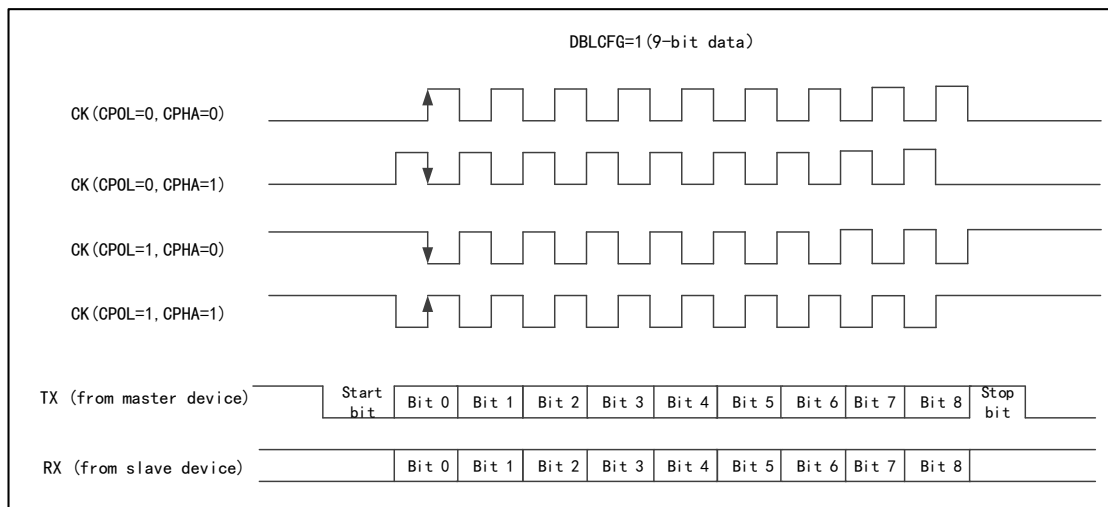 DBLCFG=1(9-bit data)
CK(CPOL=0,CPHA=0)
CK(CPOL=0,CPHA=1)
CK(CPOL=1,CPHA=0)
CK(CPOL=1,CPHA=1)
TX (from master device)
Start
bit
Bit 0 Bit 1 Bit 2 Bit 3 Bit 4 Bit 5 Bit 6 Bit 7 Bit 8
Stop
bit
RX (from slave device)
Bit 0 Bit 1 Bit 2 Bit 3 Bit 4 Bit 5 Bit 6 Bit 7 Bit 8